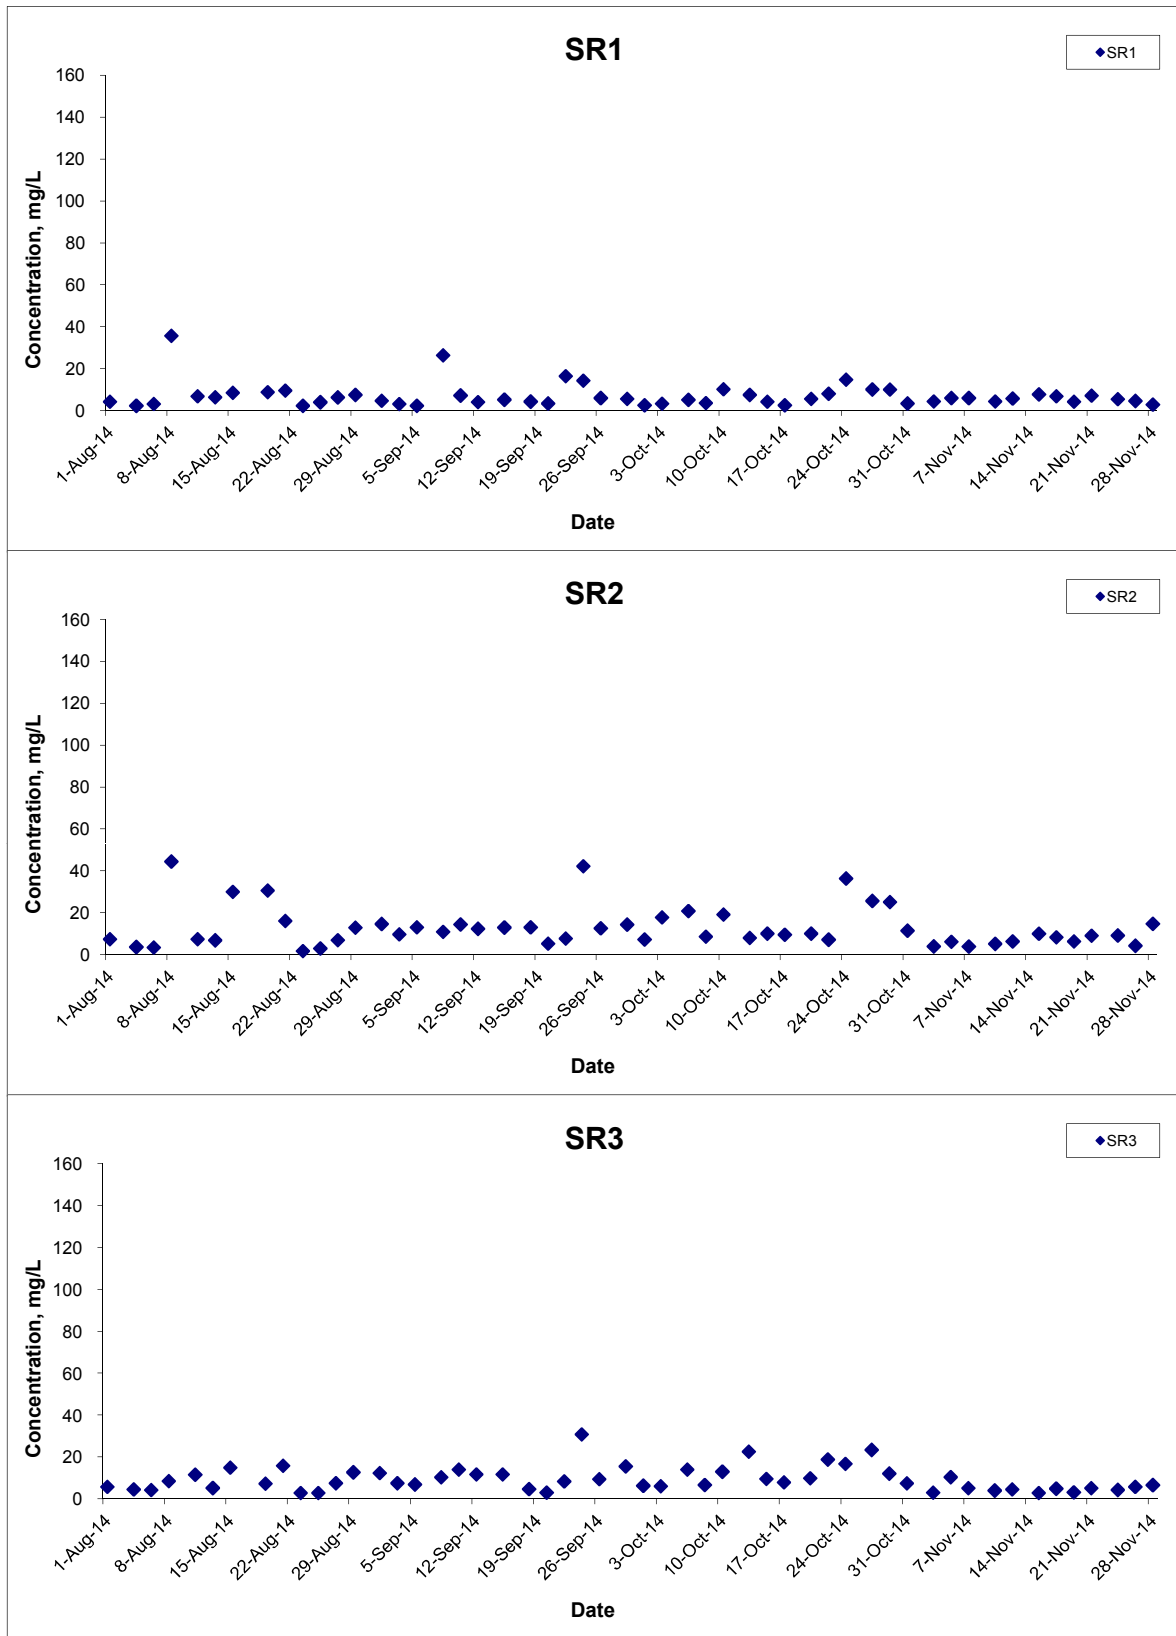 SR1
SR1
160
140
120
100
80
60
40
20
0
Concentration, mg/L
1-Aug-14
8-Aug-14
15-Aug-14
22-Aug-14
29-Aug-14
5-Sep-14
12-Sep-14
19-Sep-14
26-Sep-14
3-Oct-14
10-Oct-14
17-Oct-14
24-Oct-14
31-Oct-14
7-Nov-14
14-Nov-14
21-Nov-14
28-Nov-14
Date
SR2
SR2
160
140
120
100
80
60
40
20
0
Concentration, mg/L
1-Aug-14
8-Aug-14
15-Aug-14
22-Aug-14
29-Aug-14
5-Sep-14
12-Sep-14
19-Sep-14
26-Sep-14
3-Oct-14
10-Oct-14
17-Oct-14
24-Oct-14
31-Oct-14
7-Nov-14
14-Nov-14
21-Nov-14
28-Nov-14
Date
SR3
SR3
160
140
120
100
80
60
40
20
0
Concentration, mg/L
1-Aug-14
8-Aug-14
15-Aug-14
22-Aug-14
29-Aug-14
5-Sep-14
12-Sep-14
19-Sep-14
26-Sep-14
3-Oct-14
10-Oct-14
17-Oct-14
24-Oct-14
31-Oct-14
7-Nov-14
14-Nov-14
21-Nov-14
28-Nov-14
Date